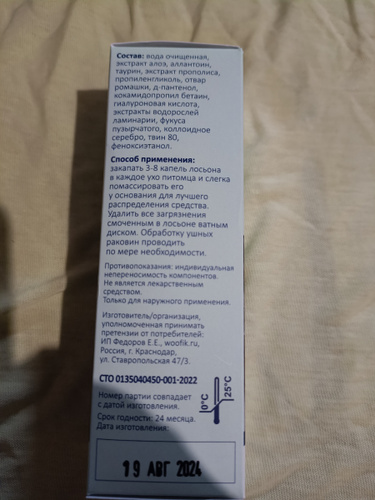 Состав: вода очищенная,
экстракт алоэ, аллантоин,
таурин, экстракт прополиса,
пропиленгликоль, отвар
ромашки, д-пантенол,
кокамидопропил бетаин,
гиалуроновая кислота,
экстракты водорослей
ламинарии, фукуса
пузырчатого, коллоидное
серебро, твин 80,
феноксиэтанол.
Способ применения:
закапать 3-8 капель лосьона
в каждое ухо питомца и слегка
помассировать его
у основания для лучшего
распределения средства.
Удалить все загрязнения
смоченным в лосьоне ватным
диском. Обработку ушных
раковин проводить
по мере необходимости.
Противопоказания: индивидуальная
непереносимость компонентов.
Не является лекарственным
средством.
Только для наружного применения.
Изготовитель/организация,
уполномоченная принимать
претензии от потребителей:
ИП Федоров Е.Е., woofik.ru,
Россия, г. Краснодар,
ул. Ставропольская 47/3.
СТО 0135040450-001-2022
Номер партии совпадает
с датой изготовления.
Срок годности: 24 месяца.
Дата изготовления:
0°C
25°C
19 АВГ 2024